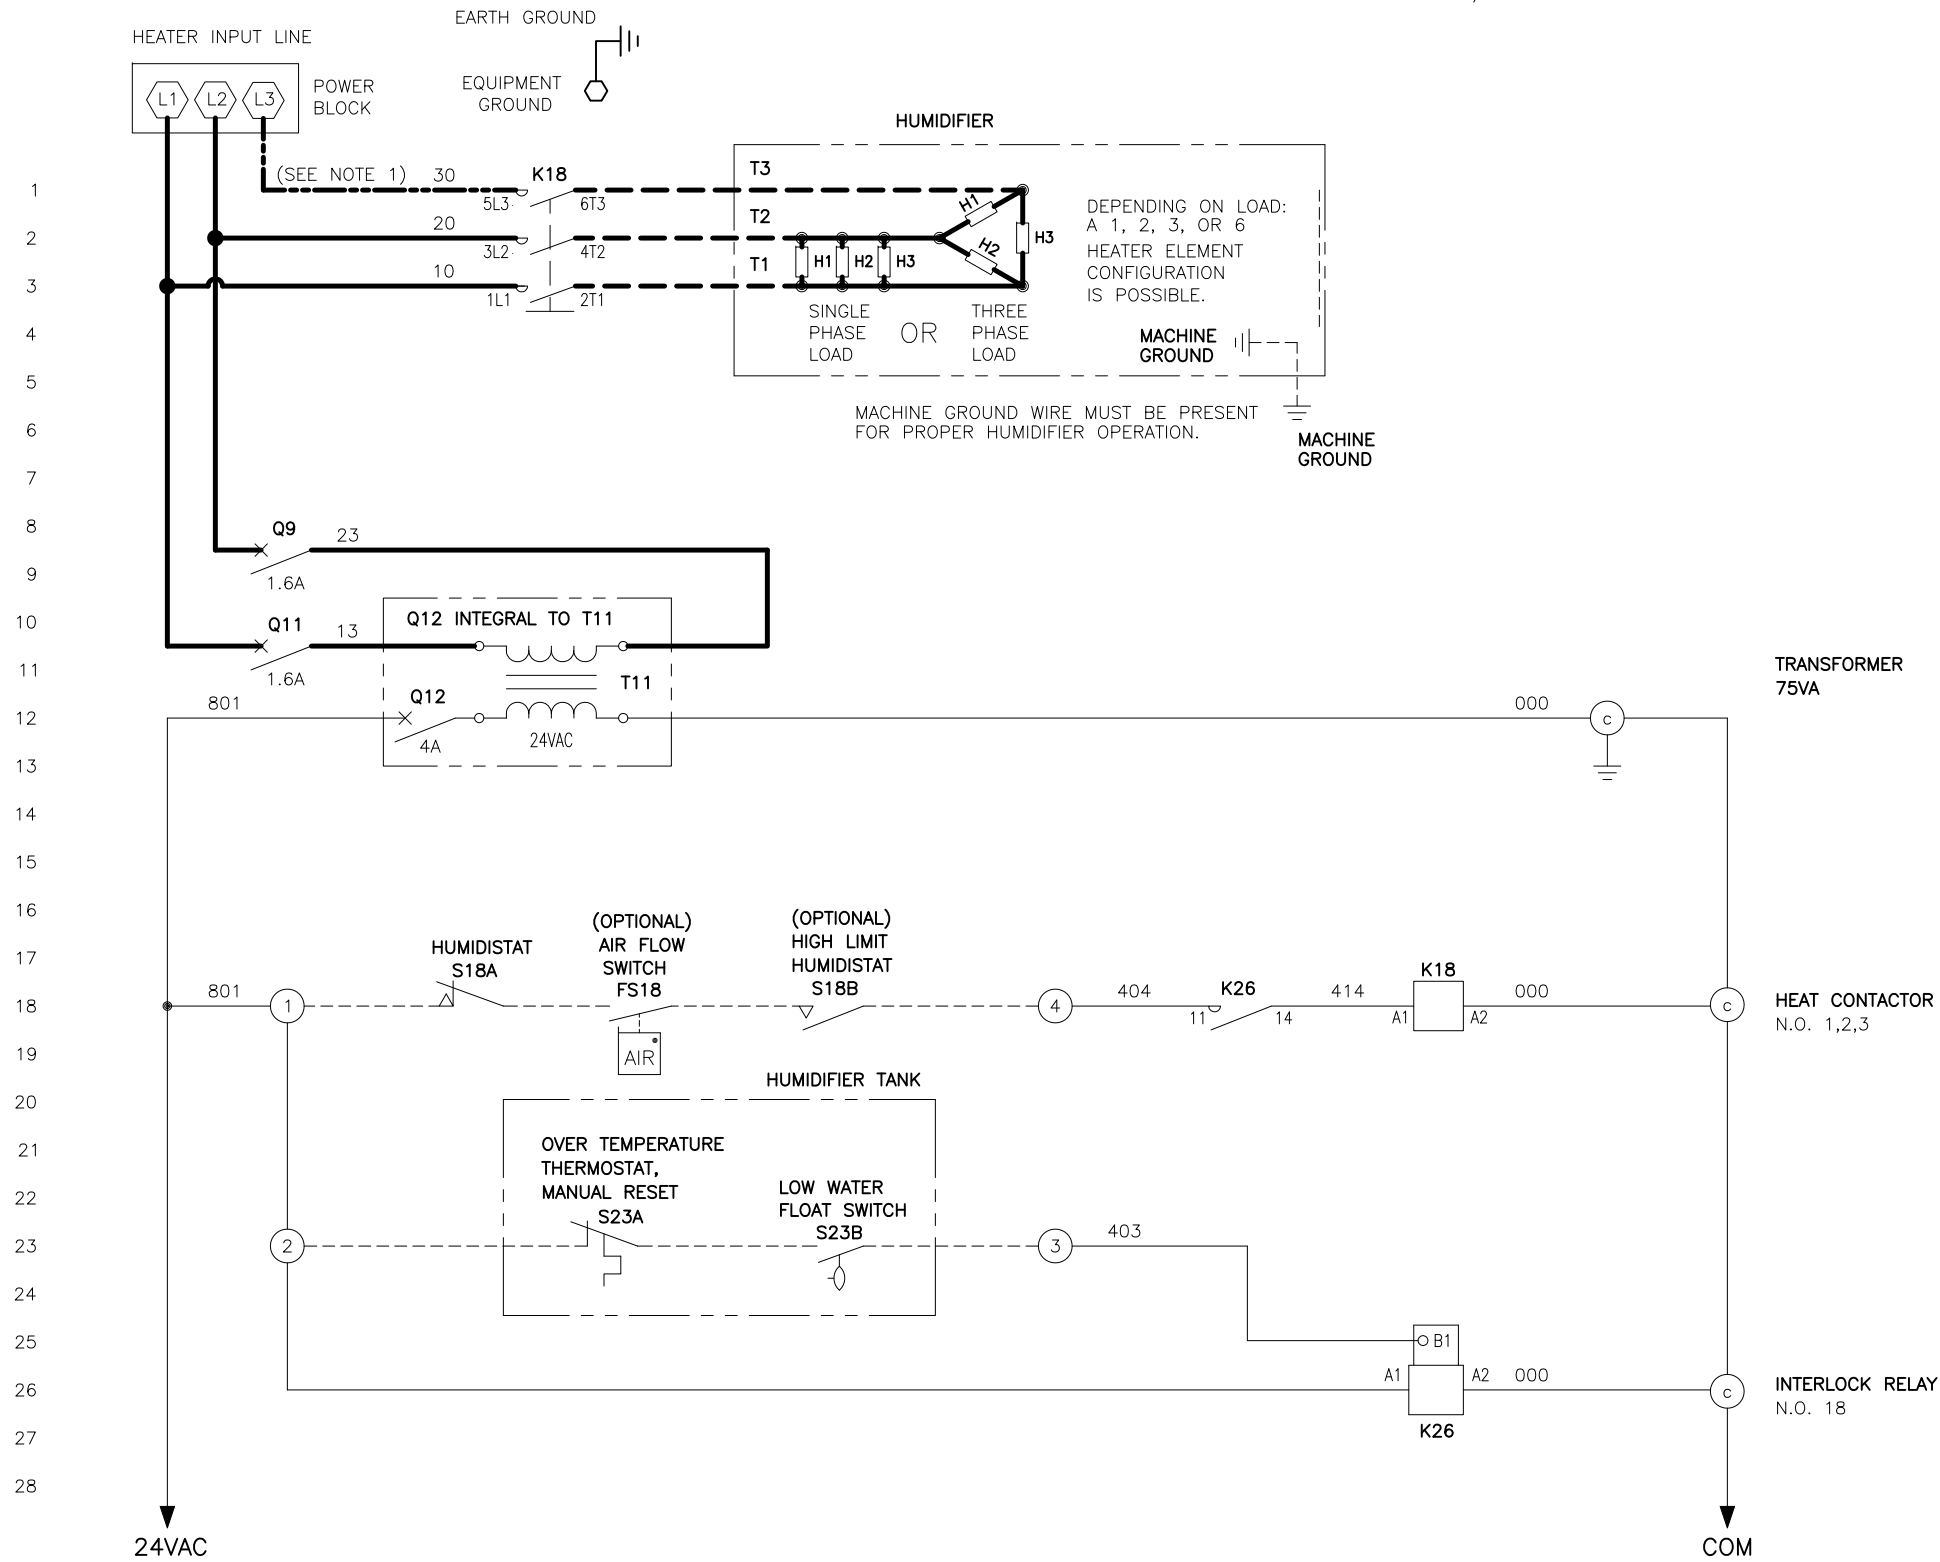 EARTH GROUND
HEATER INPUT LINE
L1 L2 L3
POWER
BLOCK
EQUIPMENT
GROUND
HUMIDIFIER
1
(SEE NOTE 1) 30
K18
5L3 6T3
T3
2
20
3L2 4T2
T2
3
10
1L1 2T1
T1
H1 H2 H3
H1
H2
H3
SINGLE
PHASE
LOAD
OR
THREE
PHASE
LOAD
DEPENDING ON LOAD:
A 1, 2, 3, OR 6
HEATER ELEMENT
CONFIGURATION
IS POSSIBLE.
MACHINE
GROUND
4
5
MACHINE GROUND WIRE MUST BE PRESENT
FOR PROPER HUMIDIFIER OPERATION.
MACHINE
GROUND
6
7
8
Q9
23
9
1.6A
10
Q11
13
Q12 INTEGRAL TO T11
11
1.6A
T11
TRANSFORMER
75VA
12
801
Q12
4A
24VAC
000
c
13
14
15
16
17
HUMIDISTAT
S18A
(OPTIONAL)
AIR FLOW
SWITCH
FS18
(OPTIONAL)
HIGH LIMIT
HUMIDISTAT
S18B
18
801
1
4
404
K26
11 14
414
K18
A1 A2
000
c
HEAT CONTACTOR
N.O. 1,2,3
19
AIR
20
HUMIDIFIER TANK
21
OVER TEMPERATURE
THERMOSTAT,
MANUAL RESET
S23A
22
LOW WATER
FLOAT SWITCH
S23B
23
2
3
403
24
25
B1
26
A1 A2
000
c
INTERLOCK RELAY
N.O. 18
27
K26
28
24VAC
COM